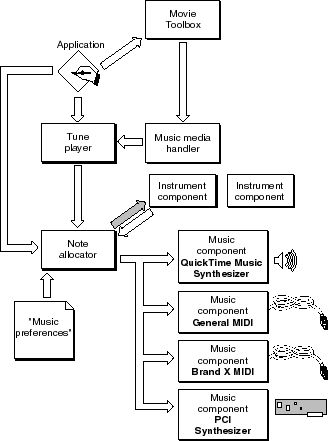 Movie
Toolbox
Application
Tune
player
Music media
handler
Instrument
component
Instrument
component
Note
allocator
Music
component
QuickTime Music
Synthesizer
"Music
preferences"
Music
component
General MIDI
Music
component
Brand X MIDI
Music
component
PCI
Synthesizer